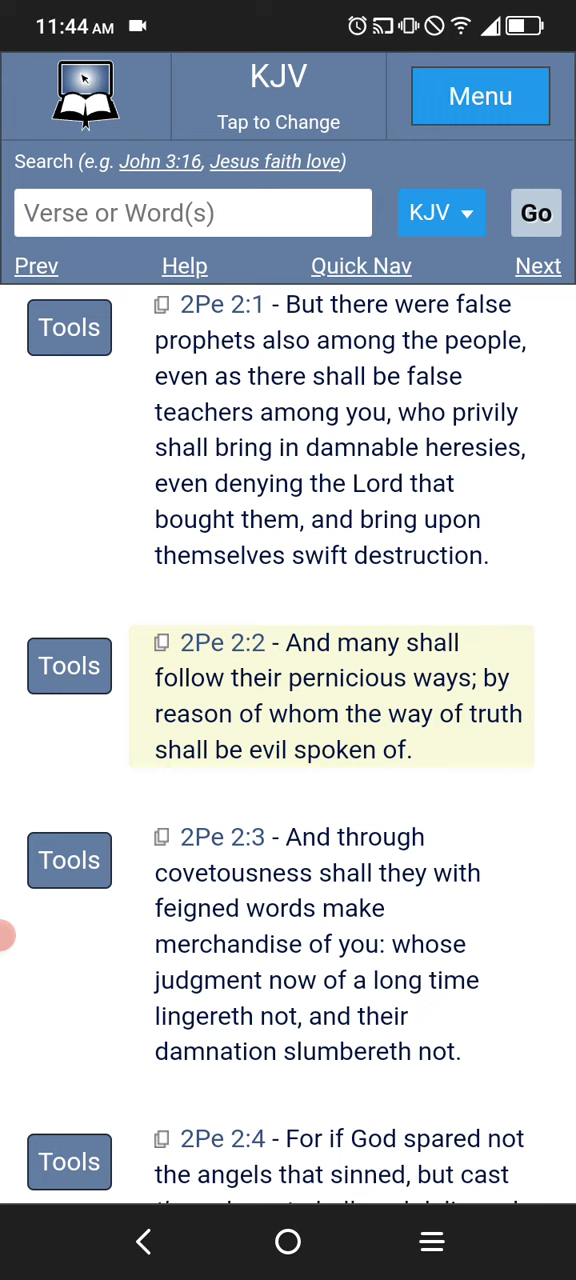 11:44 AM
KJV
Tap to Change
Menu
Search (e.g. John 3:16, Jesus faith love)
Verse or Word(s)
KJV
Go
Prev
Help
Quick Nav
Next
Tools
2Pe 2:1 - But there were false
prophets also among the people,
even as there shall be false
teachers among you, who privily
shall bring in damnable heresies,
even denying the Lord that
bought them, and bring upon
themselves swift destruction.
Tools
2Pe 2:2 - And many shall
follow their pernicious ways; by
reason of whom the way of truth
shall be evil spoken of.
Tools
2Pe 2:3 - And through
covetousness shall they with
feigned words make
merchandise of you: whose
judgment now of a long time
lingereth not, and their
damnation slumbereth not.
Tools
2Pe 2:4 - For if God spared not
the angels that sinned, but cast